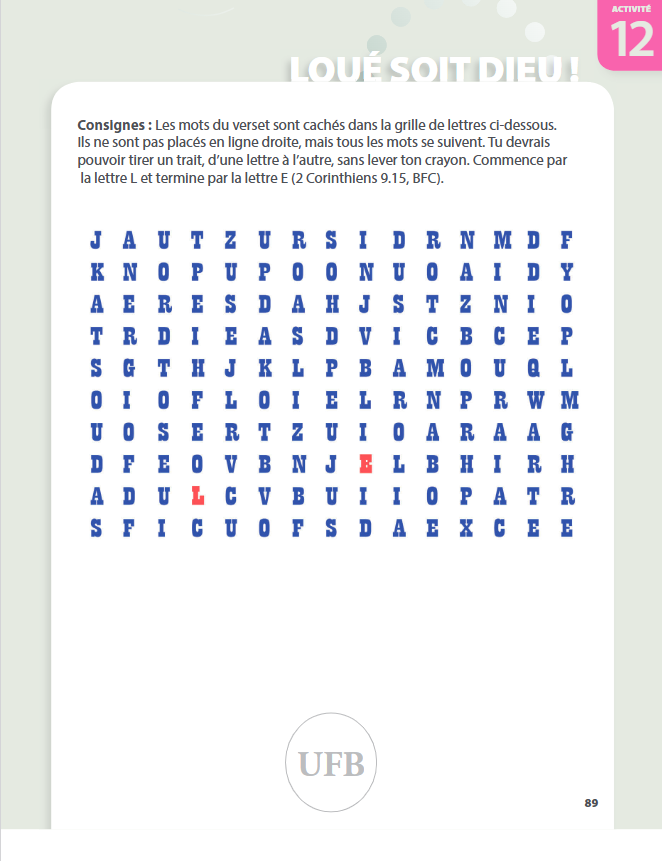 ACTIVITÉ
12
LOUÉ SOIT DIEU !
Consignes : Les mots du verset sont cachés dans la grille de lettres ci-dessous.
Ils ne sont pas placés en ligne droite, mais tous les mots se suivent. Tu devrais
pouvoir tirer un trait, d’une lettre à l’autre, sans lever ton crayon. Commence par
la lettre L et termine par la lettre E (2 Corinthiens 9.15, BFC).
J A U T Z U R S I D R N M D F
K N O P U P O O N U O A I D Y
A E R E S D A H J S T Z N I O
T R D I E A S D V I C B C E P
S G T H J K L P B A M O U Q L
O I O F L O I E L R N P R W M
U O S E R T Z U I O A R A A G
D F E O V B N J E L B H I R H
A D U L C V B U I I O P A T R
S F I C U O F S D A E X C E E
UFB
89